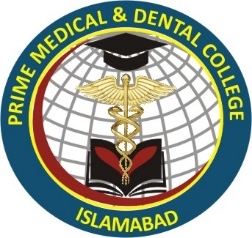 PRIME MEDICAL & DENTAL COLLEGE
ISLAMABAD